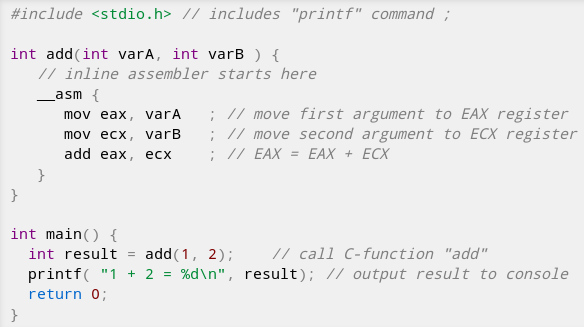 #include <stdio.h> // includes "printf" command ;
int add(int varA, int varB ) {
// inline assembler starts here
__asm {
mov eax, varA ; // move first argument to EAX register
mov ecx, varB ; // move second argument to ECX register
add eax, ecx ; // EAX = EAX + ECX
}
}
int main() {
int result = add(1, 2); // call C-function "add"
printf( "1 + 2 = %d\n", result); // output result to console
return 0;
}